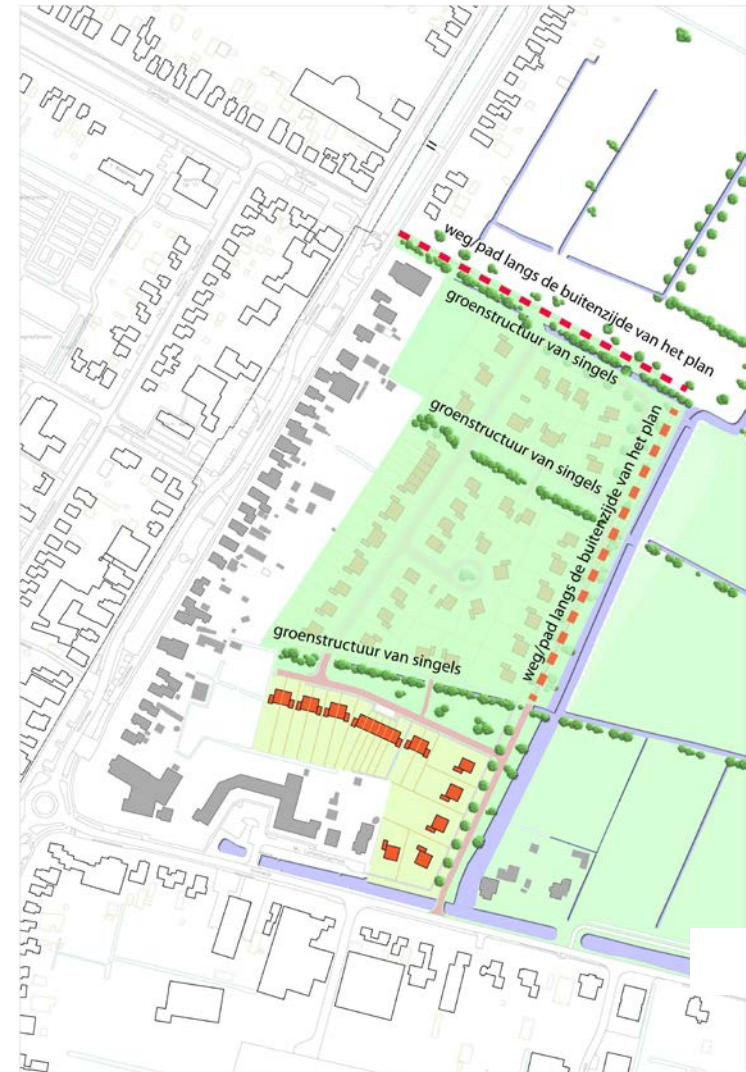 weg/pad langs de buitenzijde van het plan
groenstructuur van singels
groenstructuur van singels
weg/pad langs de buitenzijde van het plan
groenstructuur van singels